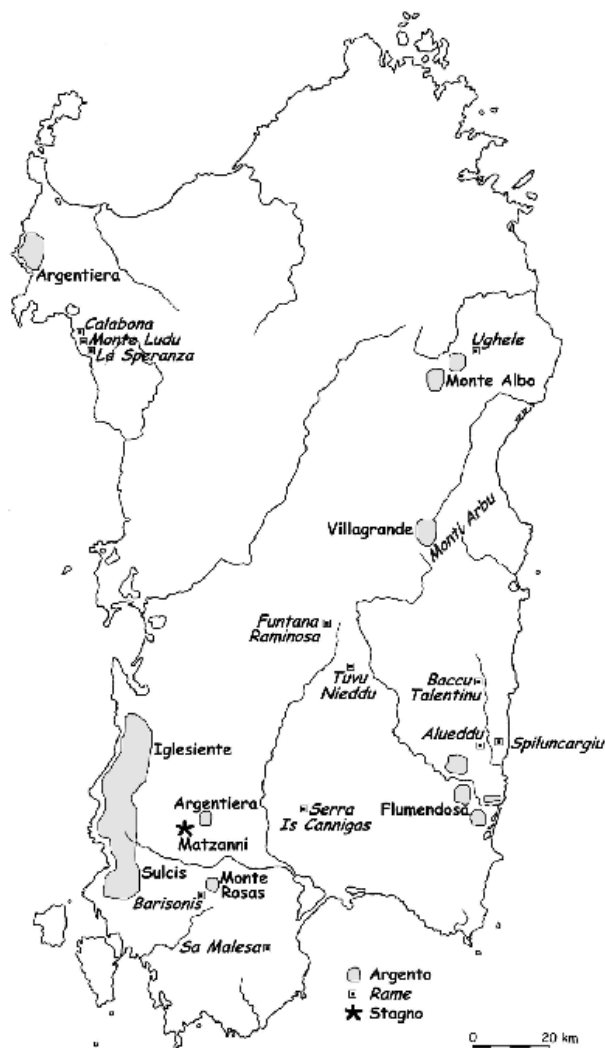 Argentiera
Calabona
Monte Ludu
La Speranza
Ughele
Monte Albo
Villagrande
Monti Arbu
Funtana
Raminosa
Tuvu
Nieddu
Baccu
Talentinu
Alueddu
Spiluncargiu
Iglesiente
Argentiera
Matzanni
Serra
Is Cannigas
Flumendosa
Sulcis
Monte
Rosas
Barisonis
Sa Malesa
Argento
Rame
Stagno
0 20 km